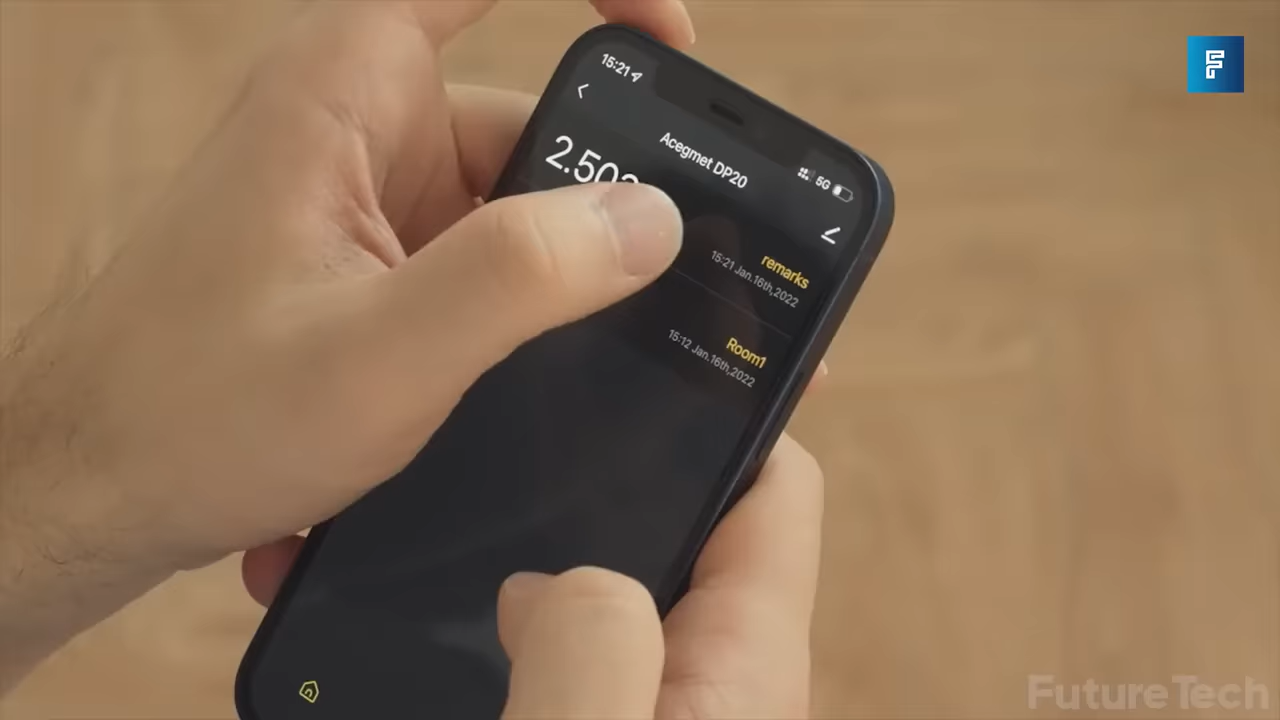 15:21
Acegmet DP20
5G
2.502
remarks
15:21 Jan.16th,2022
Room1
15:12 Jan.16th,2022
FutureTech